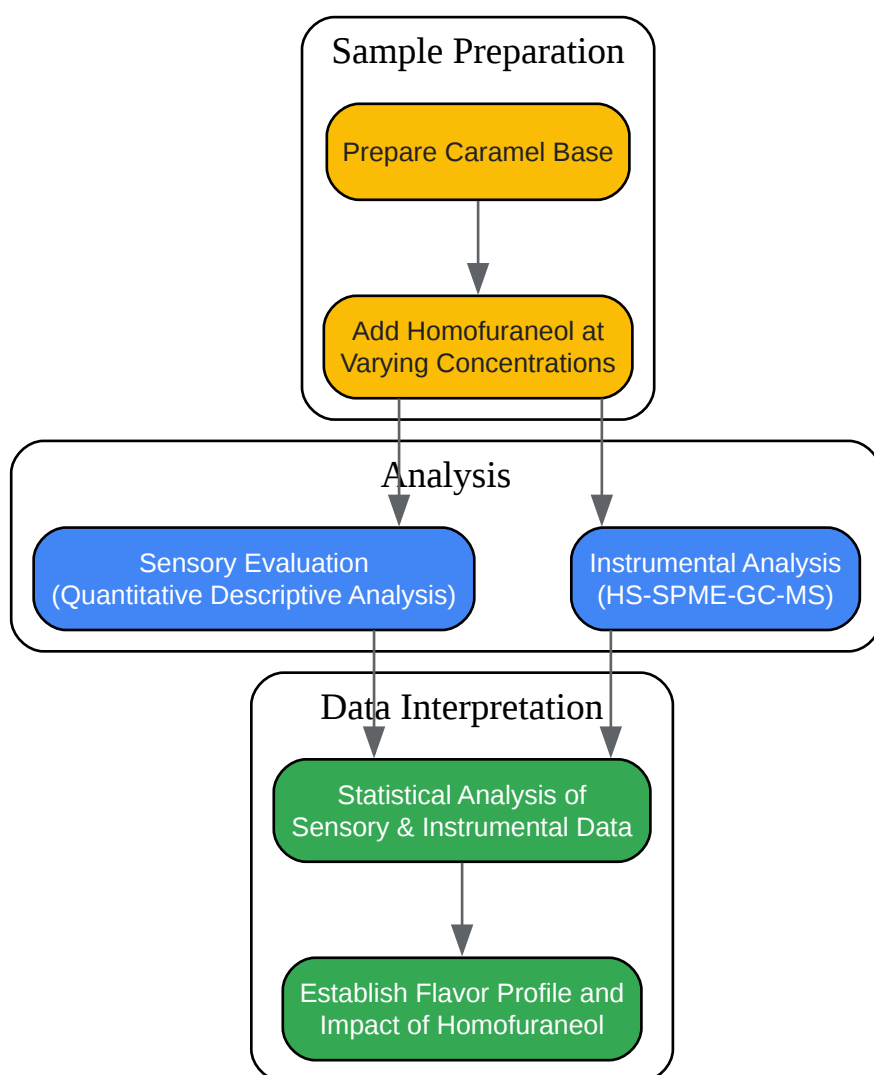 Sample Preparation
Prepare Caramel Base
Add Homofuraneol at
Varying Concentrations
Analysis
Sensory Evaluation
(Quantitative Descriptive Analysis)
Instrumental Analysis
(HS-SPME-GC-MS)
Data Interpretation
Statistical Analysis of
Sensory & Instrumental Data
Establish Flavor Profile and
Impact of Homofuraneol